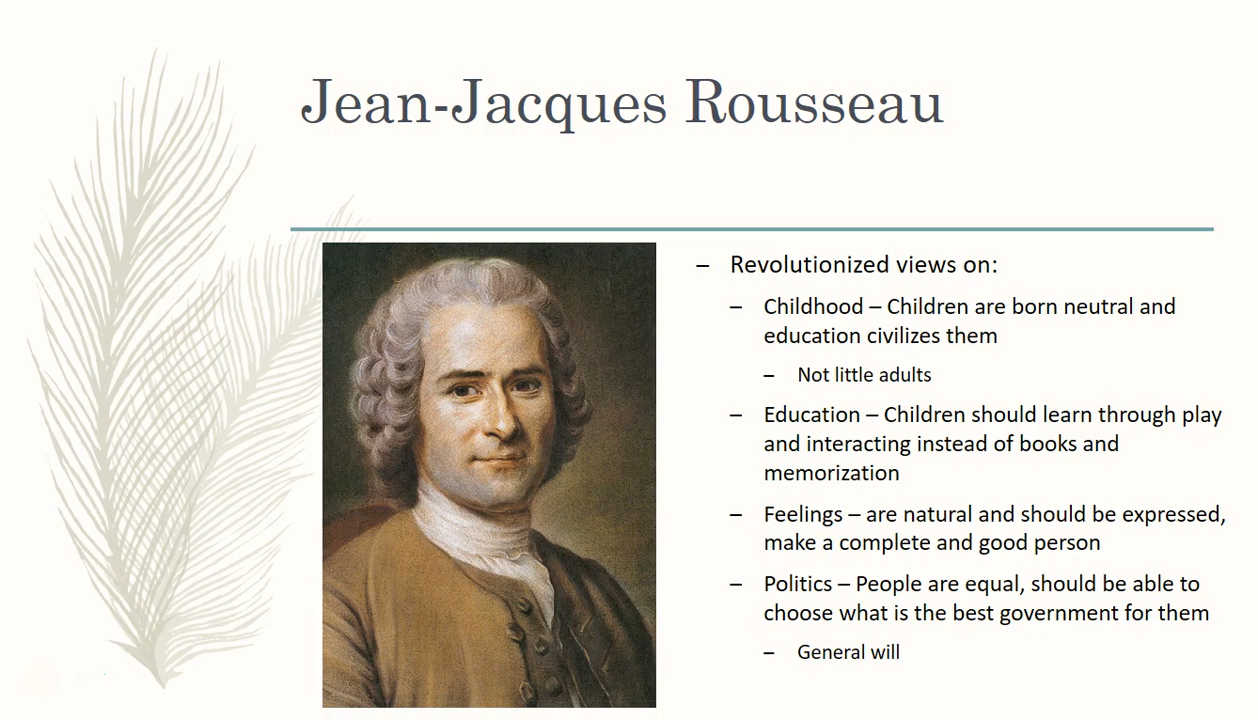 Jean-Jacques Rousseau
– Revolutionized views on:
– Childhood – Children are born neutral and
education civilizes them
– Not little adults
– Education – Children should learn through play
and interacting instead of books and
memorization
– Feelings – are natural and should be expressed,
make a complete and good person
– Politics – People are equal, should be able to
choose what is the best government for them
– General will